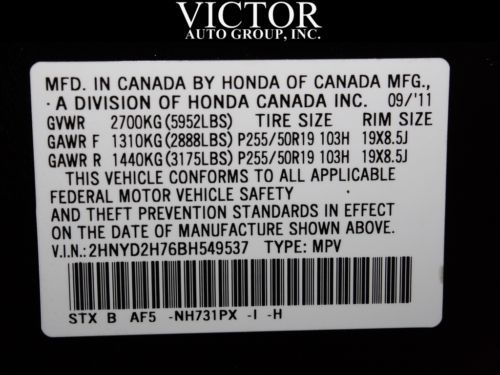 VICTOR
AUTO GROUP, INC.
MFD. IN CANADA BY HONDA OF CANADA MFG.,
A DIVISION OF HONDA CANADA INC. 09/'11
GVWR 2700KG(5952LBS) TIRE SIZE RIM SIZE
GAWR F 1310KG(2888LBS) P255/50R19 103H 19X8.5J
GAWR R 1440KG(3175LBS) P255/50R19 103H 19X8.5J
THIS VEHICLE CONFORMS TO ALL APPLICABLE
FEDERAL MOTOR VEHICLE SAFETY
AND THEFT PREVENTION STANDARDS IN EFFECT
ON THE DATE OF MANUFACTURE SHOWN ABOVE.
V.I.N.:2HNYD2H76BH549537 TYPE: MPV
STX B AF5 -NH731PX -I -H